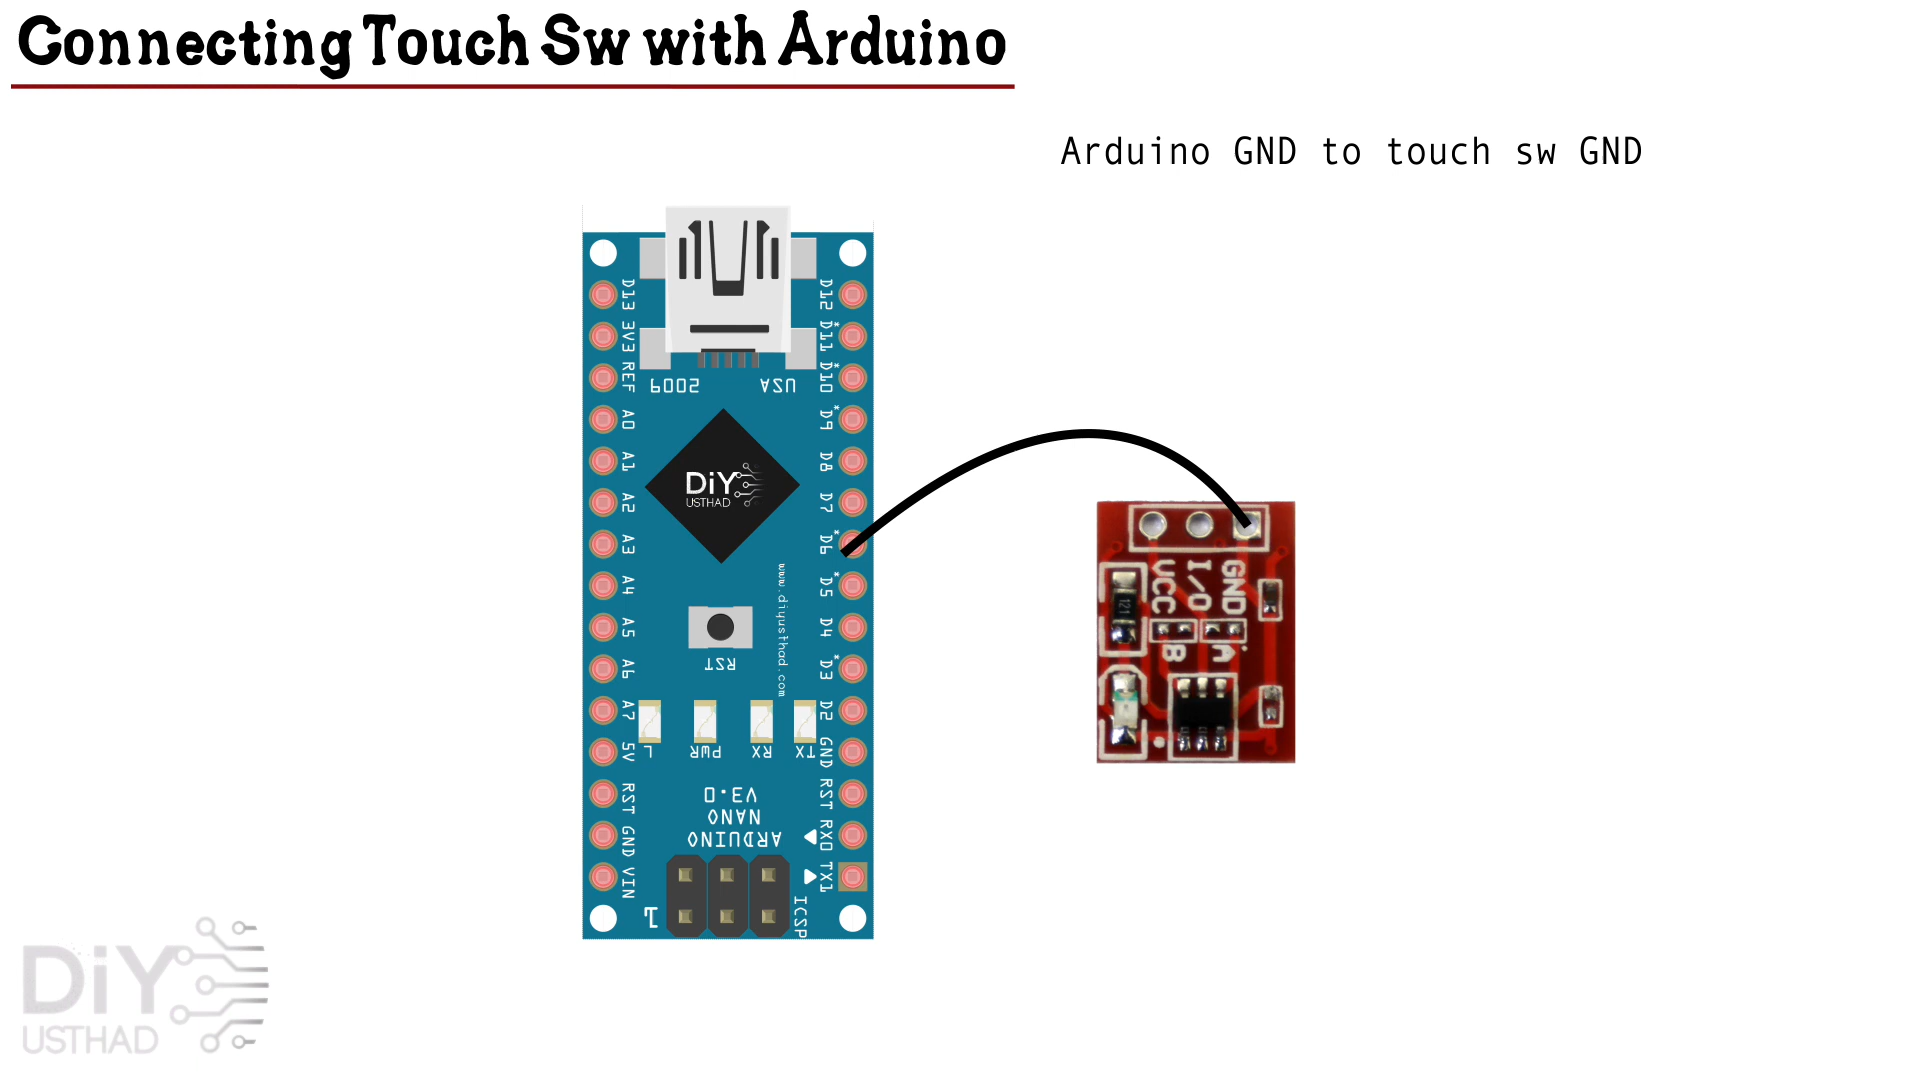 Connecting Touch Sw with Arduino
Arduino GND to touch sw GND
D13
3V3
REF
A0
A1
A2
A3
A4
A5
A6
A7
5V
RST
GND
VIN
D12
D11*
D10*
D9*
D8
D7
D6*
D5*
D4
D3*
D2
GND
RST
RX0
TX1
2009
USA
DiY
USTHAD
www.diyusthad.com
RST
L
PWR
RX
TX
V3.0
NANO
ARDUINO
1
ICSP
VCC
I/O
GND
121
B
A
DiY
USTHAD